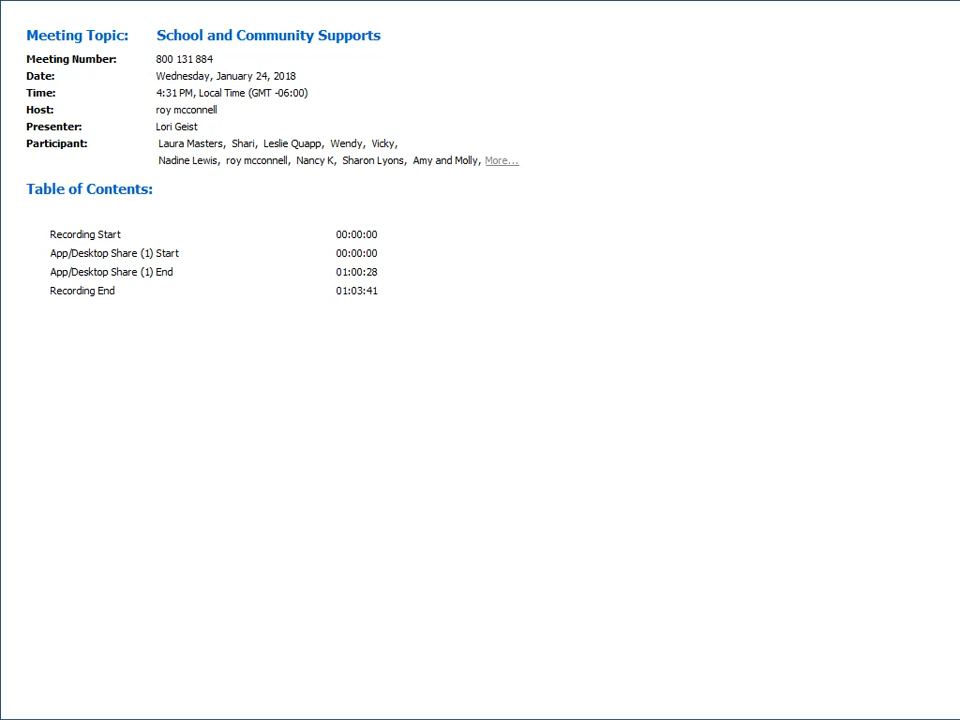 Meeting Topic: School and Community Supports
Meeting Number: 800 131 884
Date: Wednesday, January 24, 2018
Time: 4:31 PM, Local Time (GMT -06:00)
Host: roy mcconnell
Presenter: Lori Geist
Participant: Laura Masters, Shari, Leslie Quapp, Wendy, Vicky,
Nadine Lewis, roy mcconnell, Nancy K, Sharon Lyons, Amy and Molly, More...
Table of Contents:
Recording Start 00:00:00
App/Desktop Share (1) Start 00:00:00
App/Desktop Share (1) End 01:00:28
Recording End 01:03:41